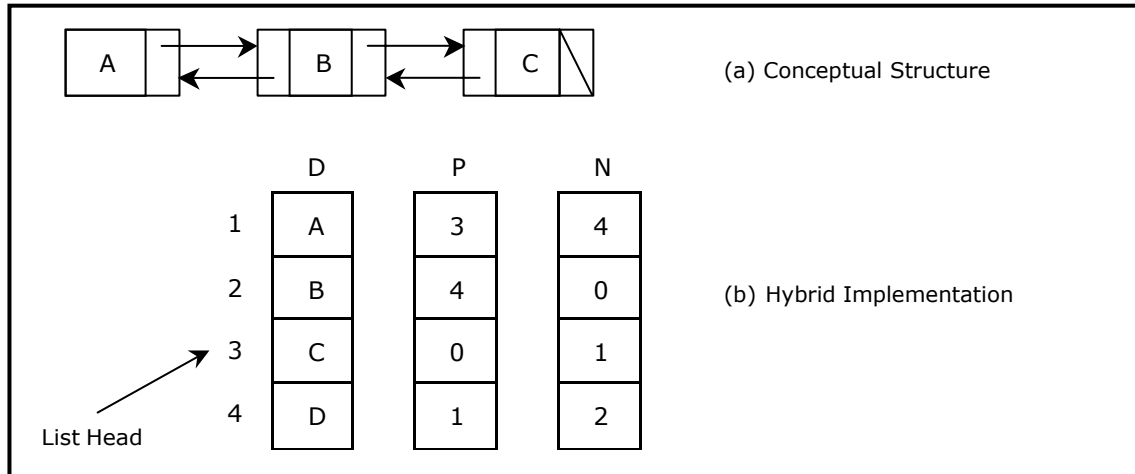 A B C
(a) Conceptual Structure
D P N
1 A 3 4
2 B 4 0
(b) Hybrid Implementation
3 C 0 1
4 D 1 2
List Head